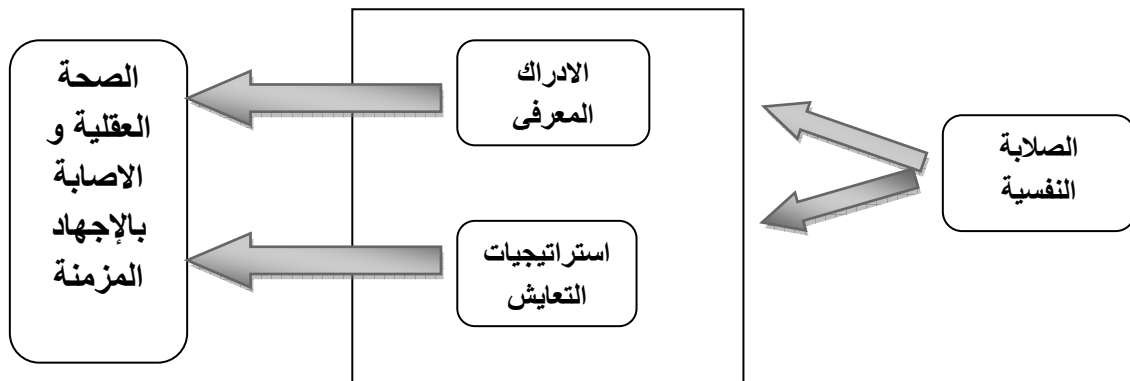 الصلابة
النفسية
الادراك
المعرفى
استراتيجيات
التعايش
الصحة
العقلية و
الاصابة
بالإجهاد
المزمنة